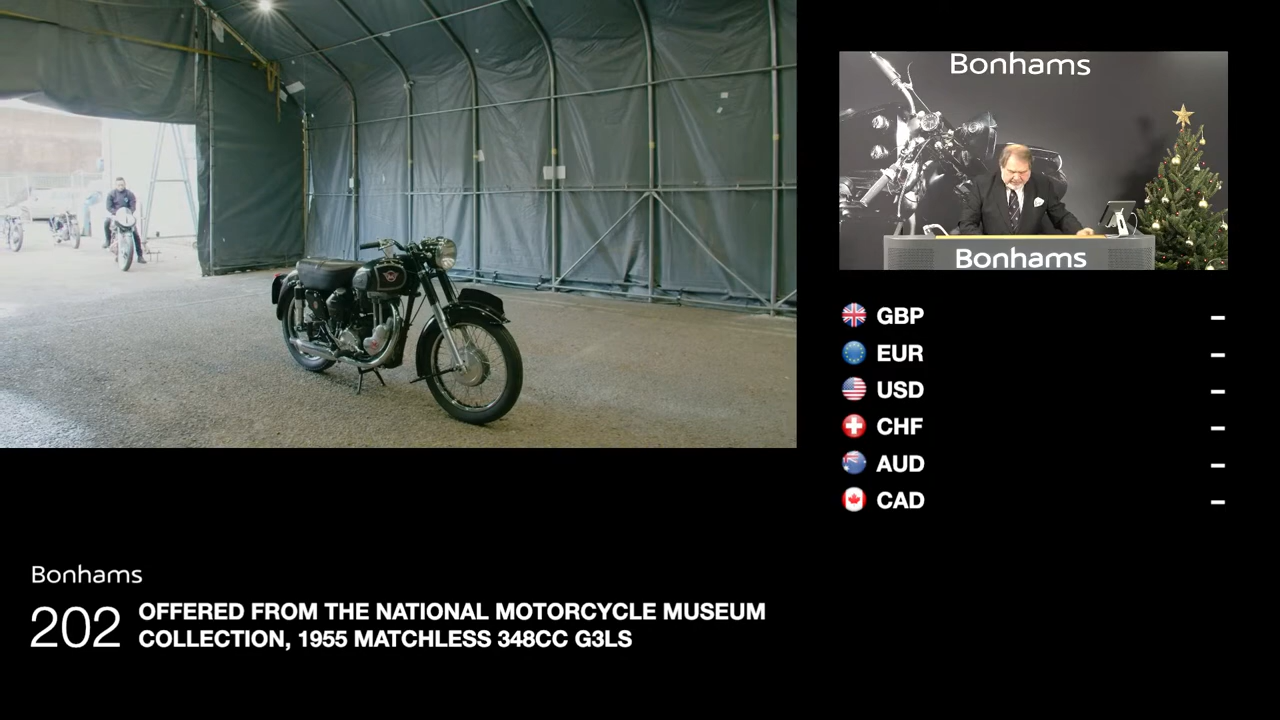 Bonhams
Bonhams
GBP –
EUR –
USD –
CHF –
AUD –
CAD –
Bonhams
202
OFFERED FROM THE NATIONAL MOTORCYCLE MUSEUM
COLLECTION, 1955 MATCHLESS 348CC G3LS